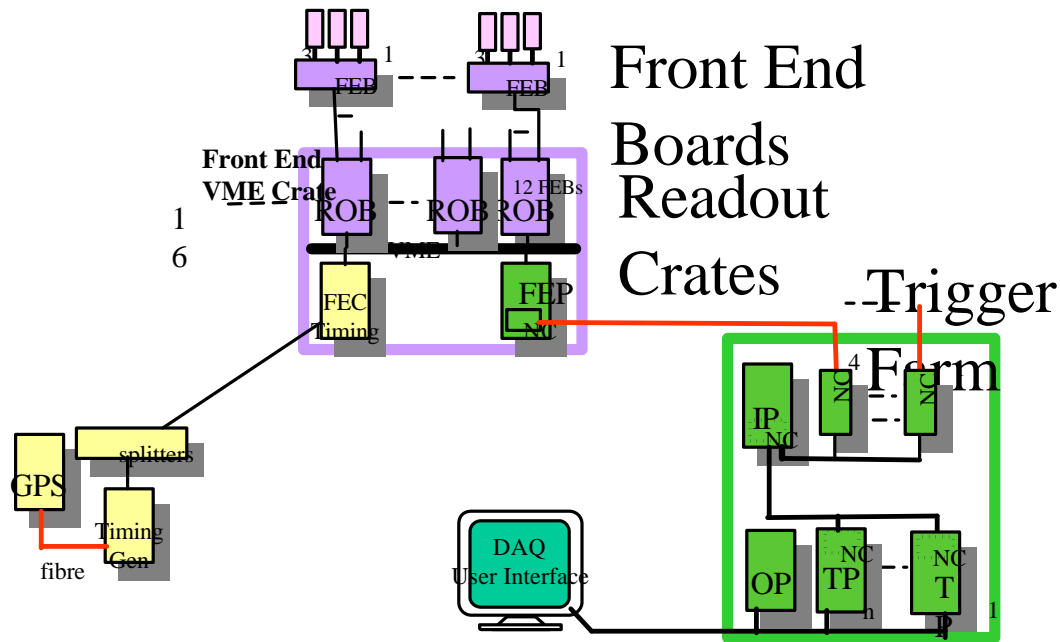 3 1 3 1
FEB FEB
Front End
Boards
Front End
VME Crate
12 FEBs
ROB ROB ROB
Readout
Crates
1
6
VME
FEC
Timing
FEP
NC
Trigger
Farm
4
NC NC
IP
NC
splitters
GPS
Timing
Gen
fibre
DAQ
User Interface
OP
NC
TP
n
NC
T
P
1